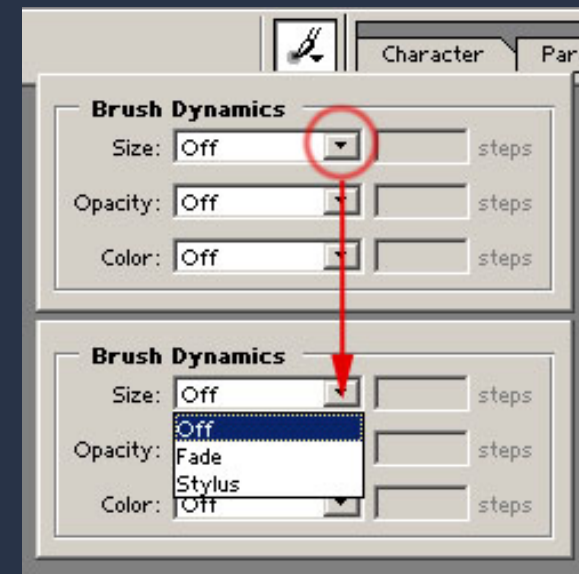 Character Par
Brush Dynamics
Size: Off steps
Opacity: Off steps
Color: Off steps
Brush Dynamics
Size: Off steps
Off
Opacity: Fade steps
Stylus
Color: Off steps